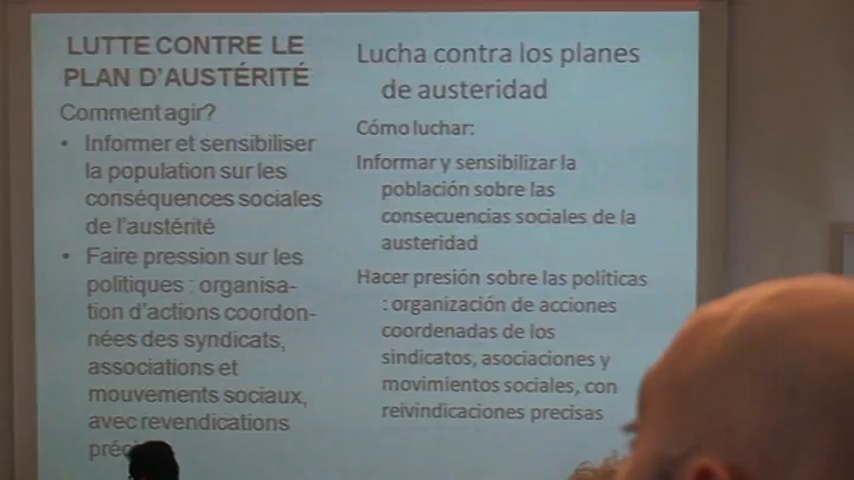 LUTTE CONTRE LE
PLAN D'AUSTÉRITÉ
Comment agir?
• Informer et sensibiliser
la population sur les
conséquences sociales
de l'austérité
• Faire pression sur les
politiques : organisa-
tion d'actions coordon-
nées des syndicats,
associations et
mouvements sociaux,
avec revendications
Lucha contra los planes
de austeridad
Cómo luchar:
Informar y sensibilizar la
población sobre las
consecuencias sociales de la
austeridad
Hacer presión sobre las políticas
: organización de acciones
coordenadas de los
sindicatos, asociaciones y
movimientos sociales, con
reivindicaciones precisas